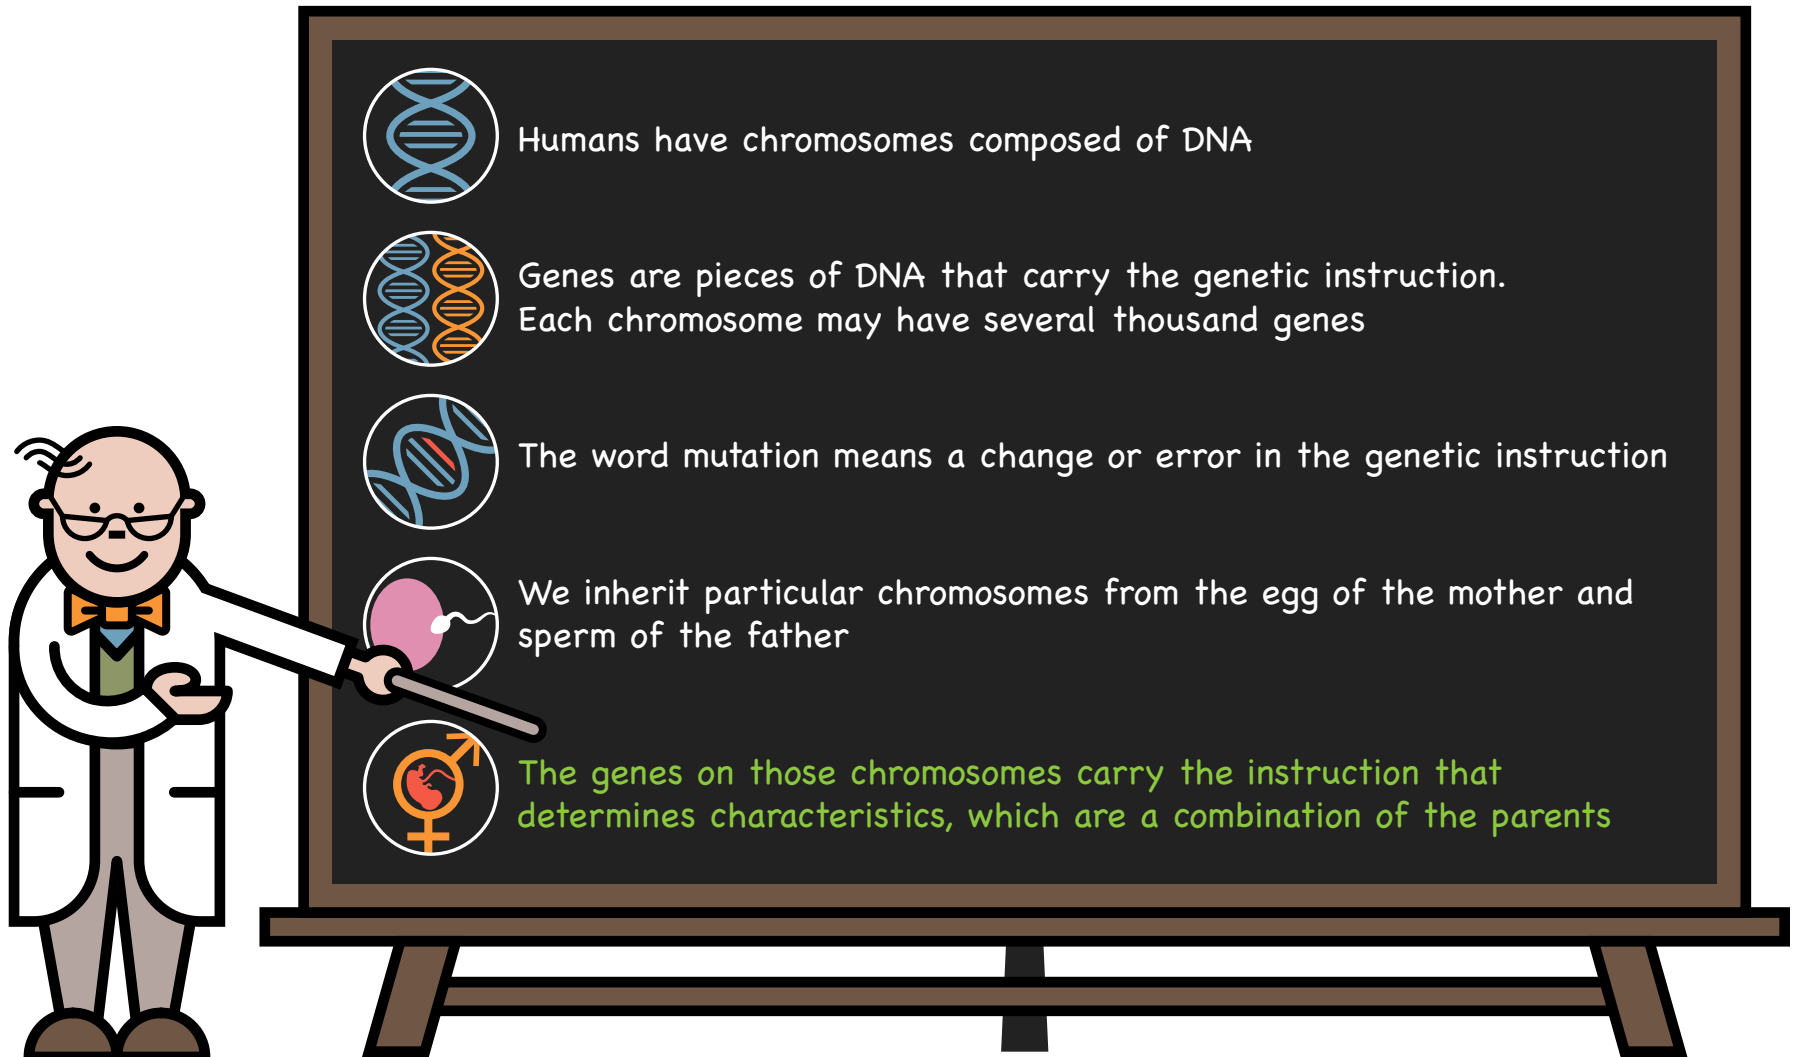 Humans have chromosomes composed of DNA
Genes are pieces of DNA that carry the genetic instruction.
Each chromosome may have several thousand genes
The word mutation means a change or error in the genetic instruction
We inherit particular chromosomes from the egg of the mother and
sperm of the father
The genes on those chromosomes carry the instruction that
determines characteristics, which are a combination of the parents